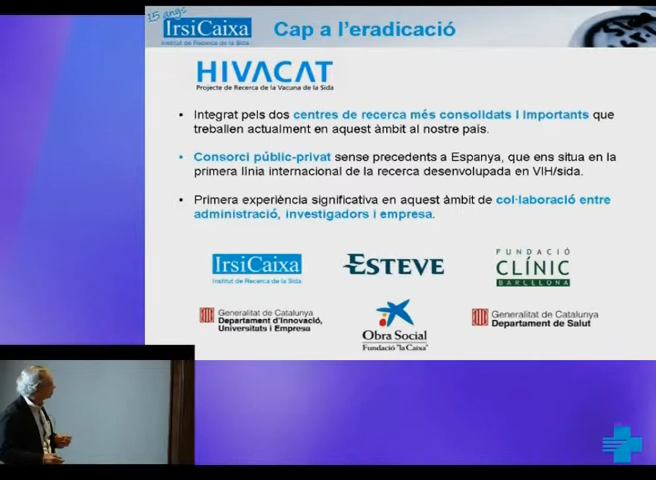 15 anys
IrsiCaixa
Institut de Recerca de la Sida
Cap a l'eradicació
HIVACAT
Projecte de Recerca de la Vacuna de la Sida
• Integrat pels dos centres de recerca més consolidats i importants que
treballen actualment en aquest àmbit al nostre país.
• Consorci públic-privat sense precedents a Espanya, que ens situa en la
primera línia internacional de la recerca desenvolupada en VIH/sida.
• Primera experiència significativa en aquest àmbit de col·laboració entre
administració, investigadors i empresa.
IrsiCaixa
Institut de Recerca de la Sida
ESTEVE
FUNDACIÓ
CLÍNIC
BARCELONA
Generalitat de Catalunya
Departament d'Innovació,
Universitats i Empresa
Obra Social
Fundació "la Caixa"
Generalitat de Catalunya
Departament de Salut